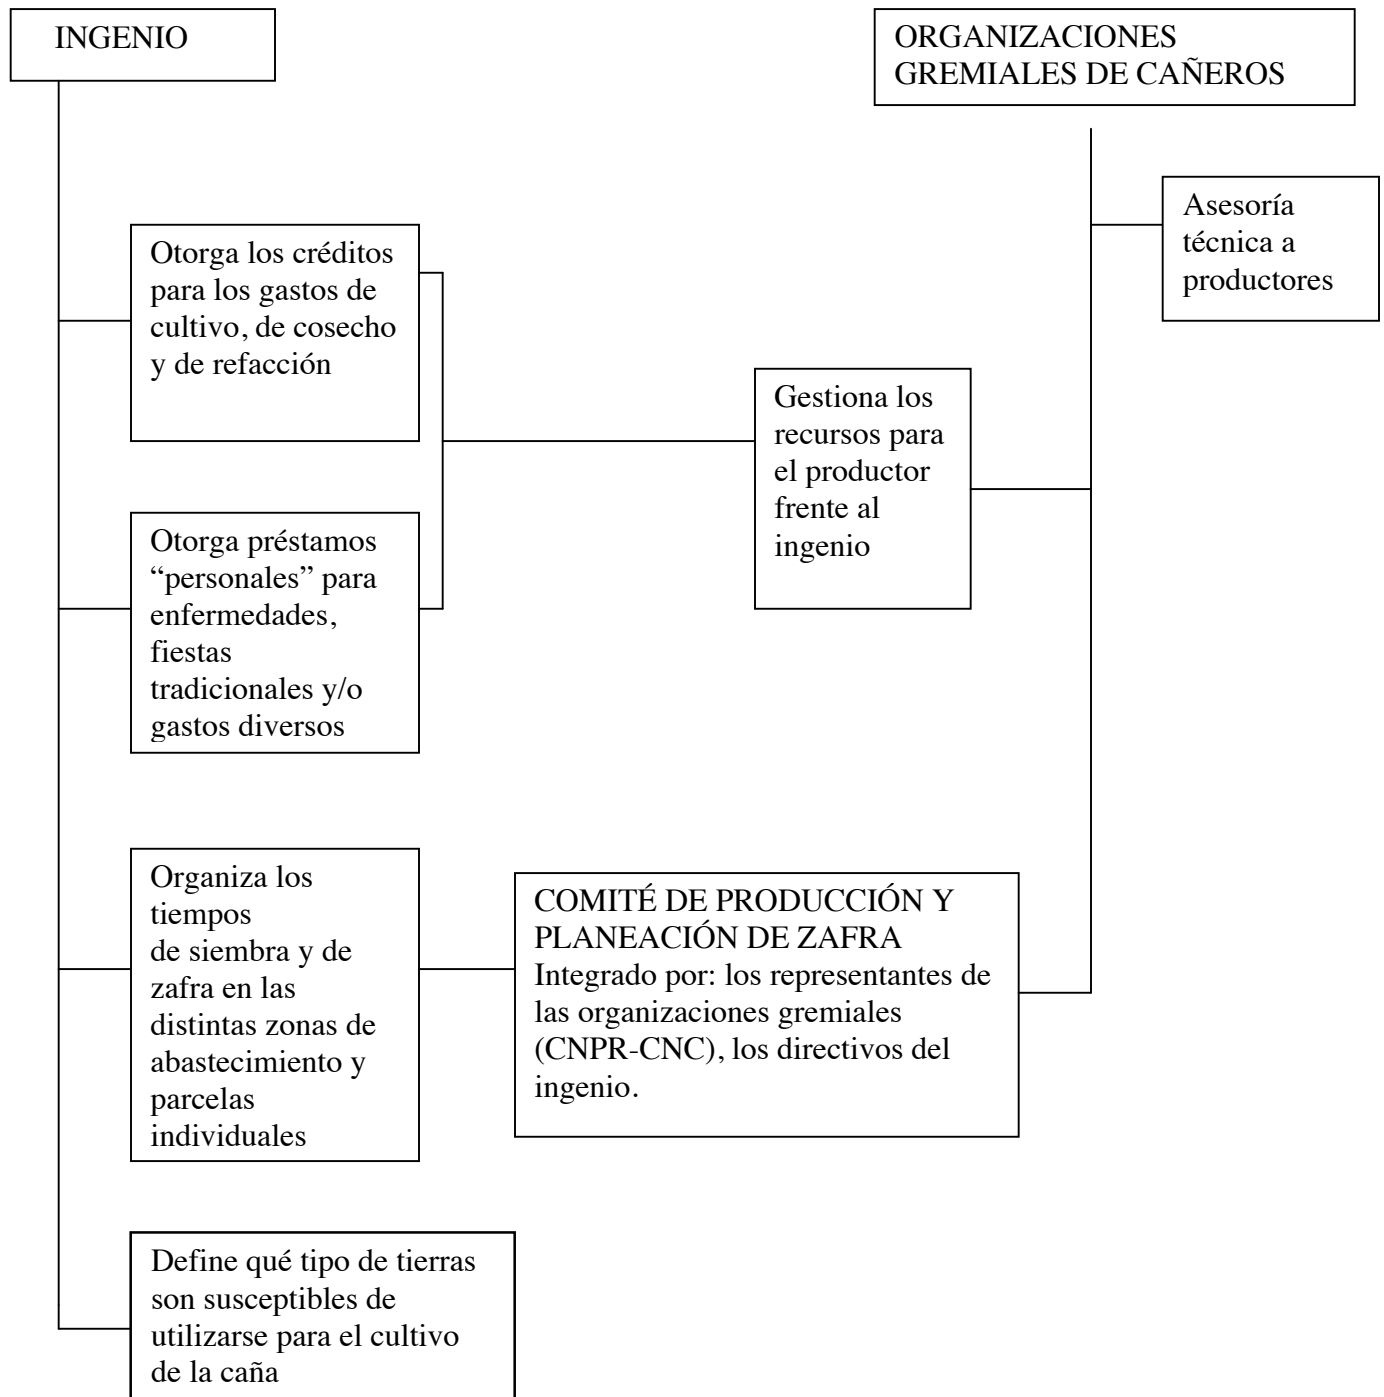 INGENIO
ORGANIZACIONES
GREMIALES DE CAÑEROS
Asesoría
técnica a
productores
Otorga los créditos
para los gastos de
cultivo, de cosecho
y de refacción
Gestiona los
recursos para
el productor
frente al
ingenio
Otorga préstamos
“personales” para
enfermedades,
fiestas
tradicionales y/o
gastos diversos
Organiza los
tiempos
de siembra y de
zafra en las
distintas zonas de
abastecimiento y
parcelas
individuales
COMITÉ DE PRODUCCIÓN Y
PLANEACIÓN DE ZAFRA
Integrado por: los representantes de
las organizaciones gremiales
(CNPR-CNC), los directivos del
ingenio.
Define qué tipo de tierras
son susceptibles de
utilizarse para el cultivo
de la caña